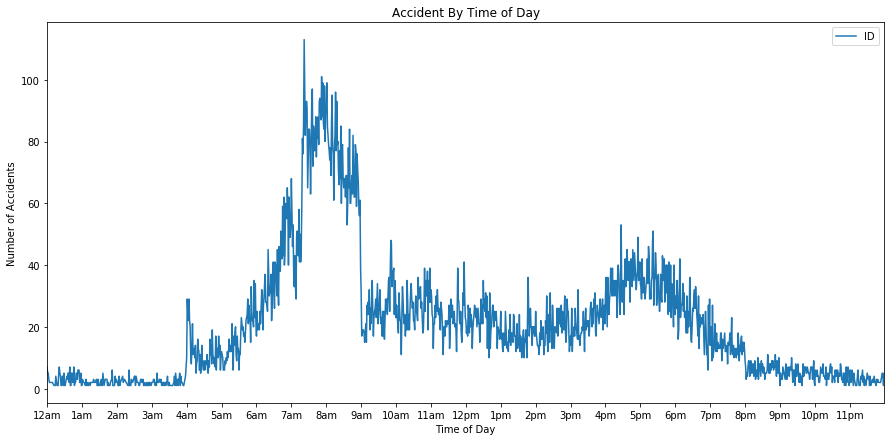 Accident By Time of Day
ID
Number of Accidents
100
80
60
40
20
0
12am 1am 2am 3am 4am 5am 6am 7am 8am 9am 10am 11am 12pm 1pm 2pm 3pm 4pm 5pm 6pm 7pm 8pm 9pm 10pm 11pm
Time of Day